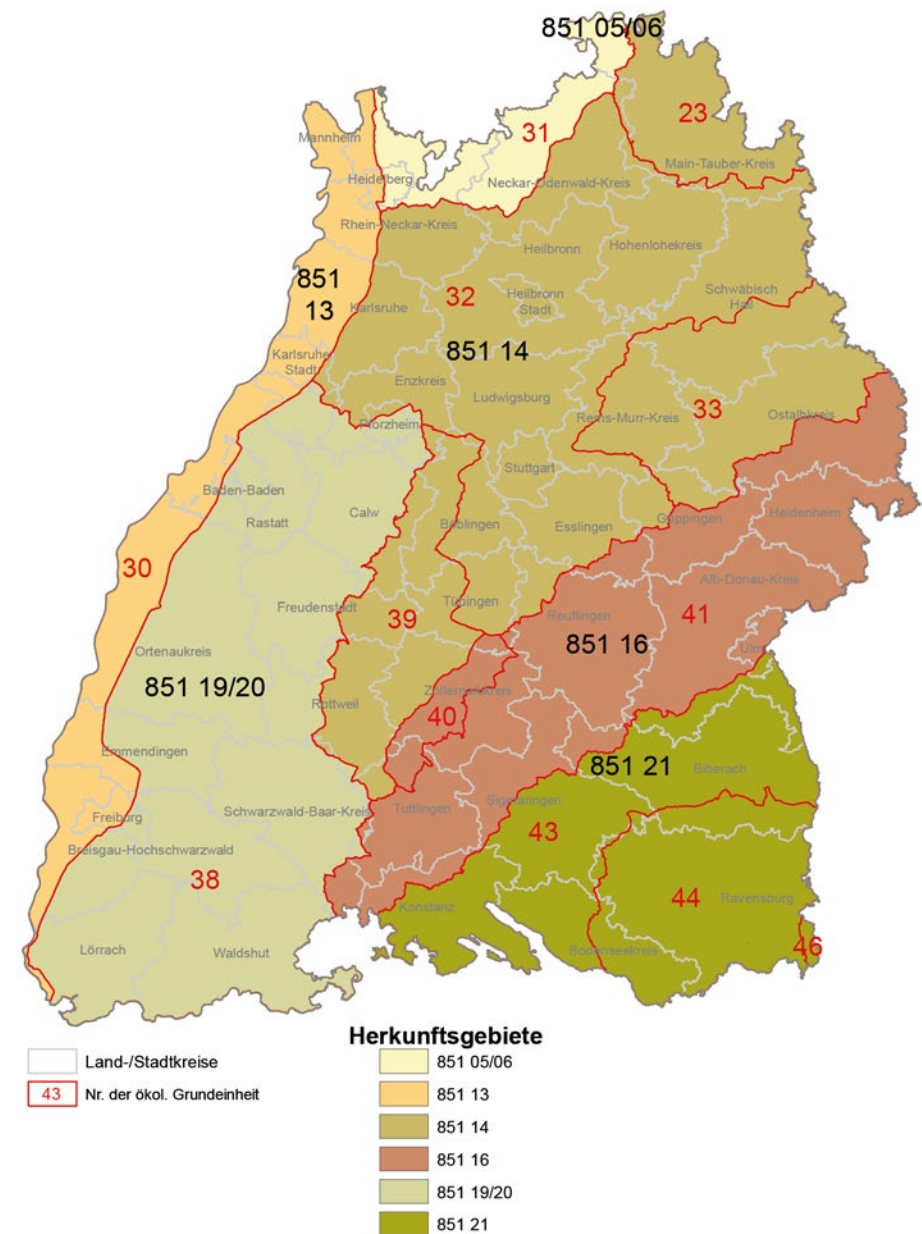 851 05/06
23
31
Mannheim
Main-Tauber-Kreis
Heidelberg
Neckar-Odenwald-Kreis
Rhein-Neckar-Kreis
Heilbronn
Hohenlohekreis
851
13
32
Heilbronn
Stadt
Schwäbisch
Hall
Karlsruhe
851 14
Karlsruhe
Stadt
Enzkreis
Ludwigsburg
33
Rems-Murr-Kreis
Ostalbkreis
Pforzheim
Stuttgart
Baden-Baden
Rastatt
Calw
Böblingen
Esslingen
Göppingen
Heidenheim
30
Alb-Donau-Kreis
Freudenstadt
39
Tübingen
Reutlingen
41
Ortenaukreis
851 16
Ulm
851 19/20
Rottweil
Zollernalbkreis
40
Emmendingen
851 21
Biberach
Freiburg
Schwarzwald-Baar-Kreis
Tuttlingen
Sigmaringen
43
Breisgau-Hochschwarzwald
38
44
Ravensburg
Konstanz
Lörrach
Waldshut
Bodenseekreis
46
Herkunftsgebiete
Land-/Stadtkreise
43 Nr. der ökol. Grundeinheit
851 05/06
851 13
851 14
851 16
851 19/20
851 21